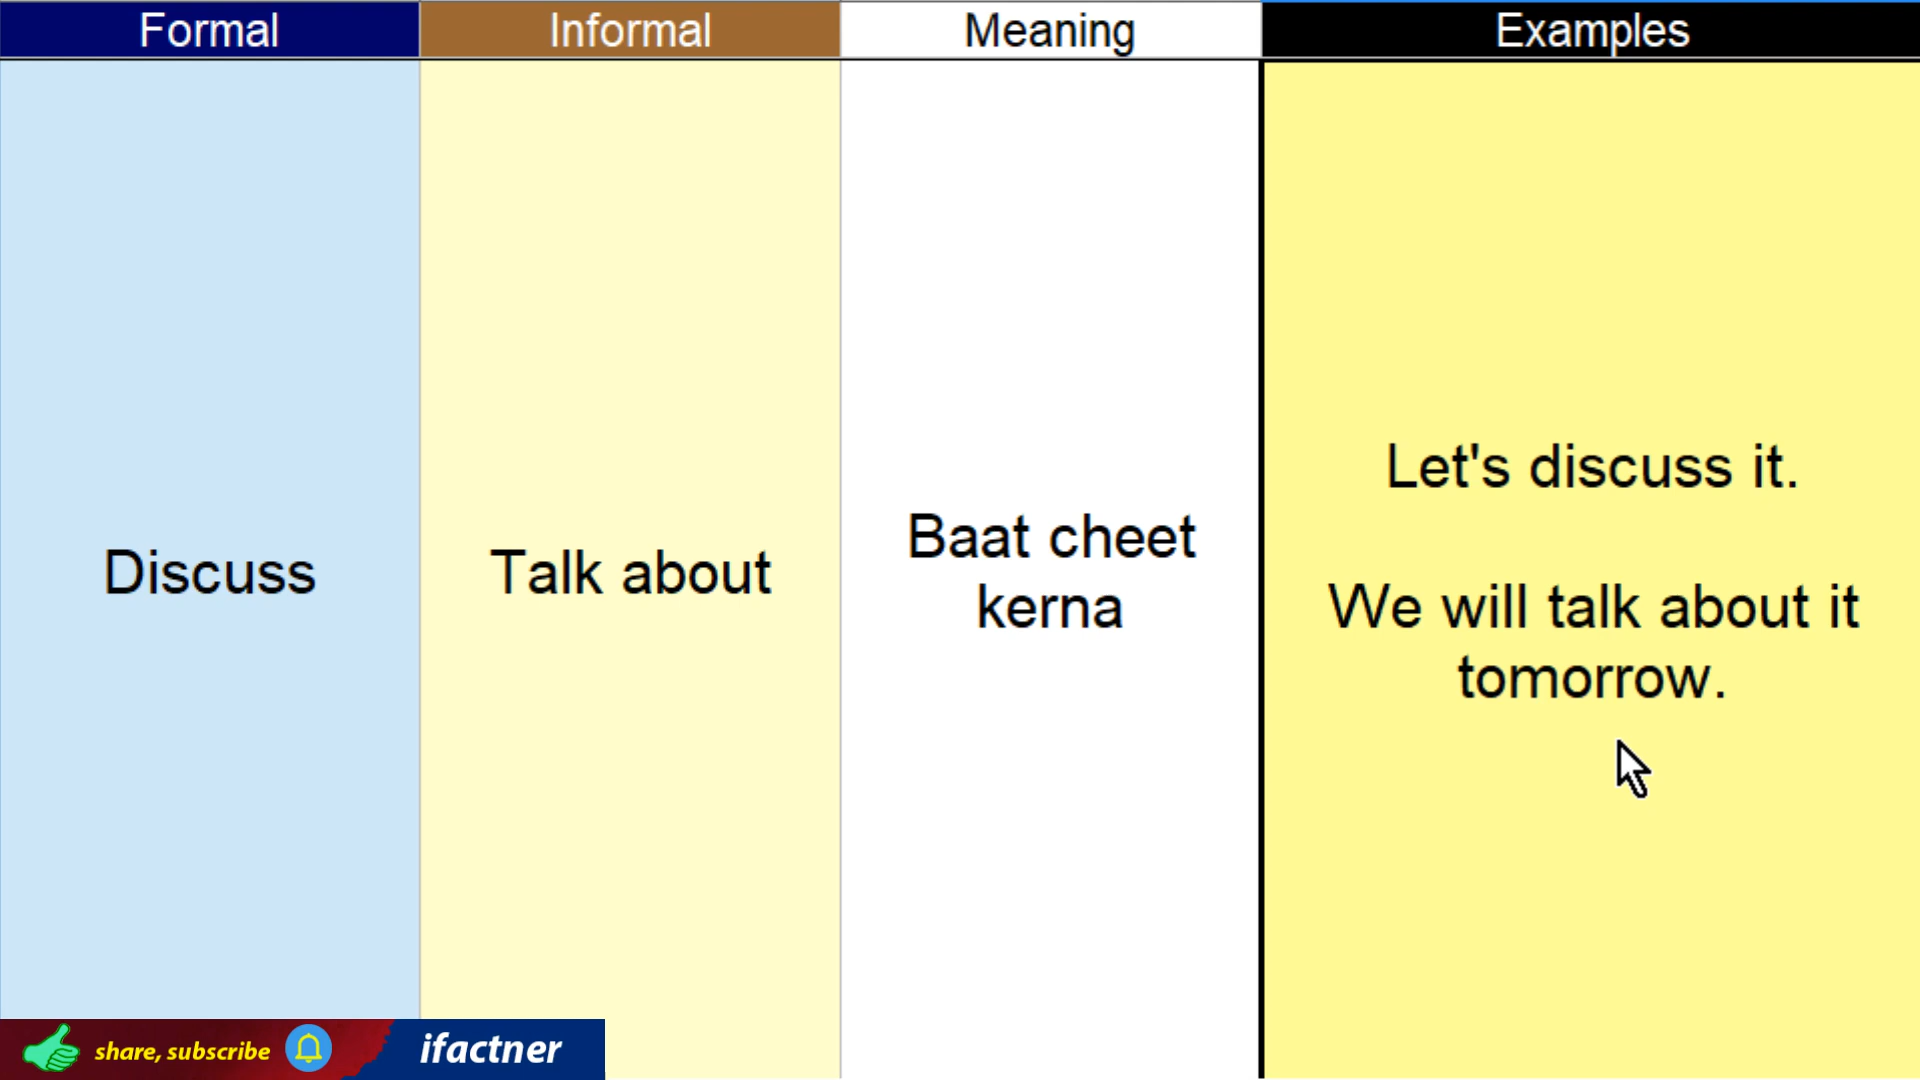 Formal Informal Meaning Examples
Discuss
Talk about
Baat cheet
kerna
Let's discuss it.
We will talk about it
tomorrow.
share, subscribe
ifactner